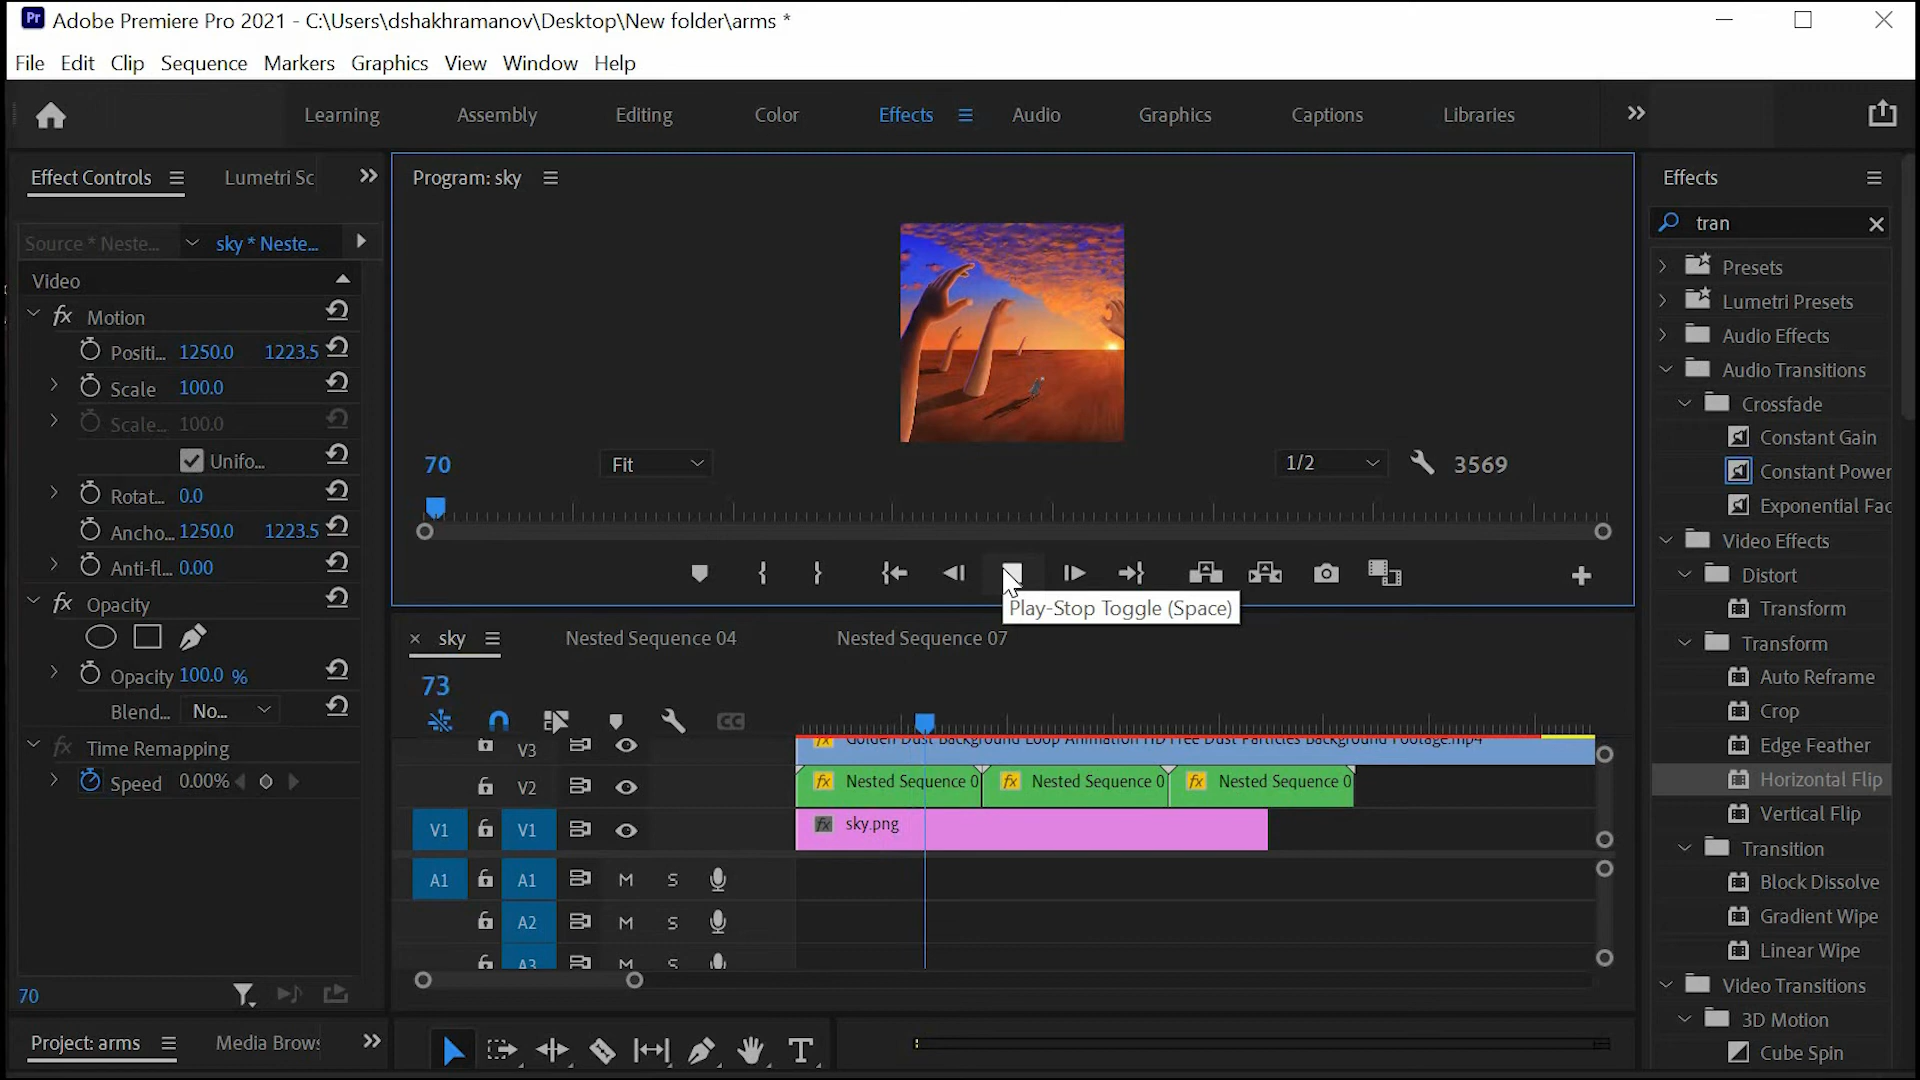 Adobe Premiere Pro 2021 - C:\Users\dshakhramanov\Desktop\New folder\arms *
File Edit Clip Sequence Markers Graphics View Window Help
Learning Assembly Editing Color Effects Audio Graphics Captions Libraries
Effect Controls Lumetri Sc
Source * Neste... sky * Neste...
Video
fx Motion
Positi... 1250.0 1223.5
Scale 100.0
Scale... 100.0
Unifo...
Rotat... 0.0
Ancho... 1250.0 1223.5
Anti-fl... 0.00
fx Opacity
Opacity 100.0 %
Blend... No...
fx Time Remapping
Speed 0.00%
70
Project: arms Media Brows
Program: sky
70 Fit 1/2 3569
Play-Stop Toggle (Space)
sky Nested Sequence 04 Nested Sequence 07
73
V3 fx Golden Dust Background Loop Animation HD Free Dust Particles Background Footage.mp4
V2 fx Nested Sequence 0 fx Nested Sequence 0 fx Nested Sequence 0
V1 V1 fx sky.png
A1 A1 M S
A2 M S
A3 M S
T
Effects
tran
Presets
Lumetri Presets
Audio Effects
Audio Transitions
Crossfade
Constant Gain
Constant Power
Exponential Fac
Video Effects
Distort
Transform
Transform
Auto Reframe
Crop
Edge Feather
Horizontal Flip
Vertical Flip
Transition
Block Dissolve
Gradient Wipe
Linear Wipe
Video Transitions
3D Motion
Cube Spin